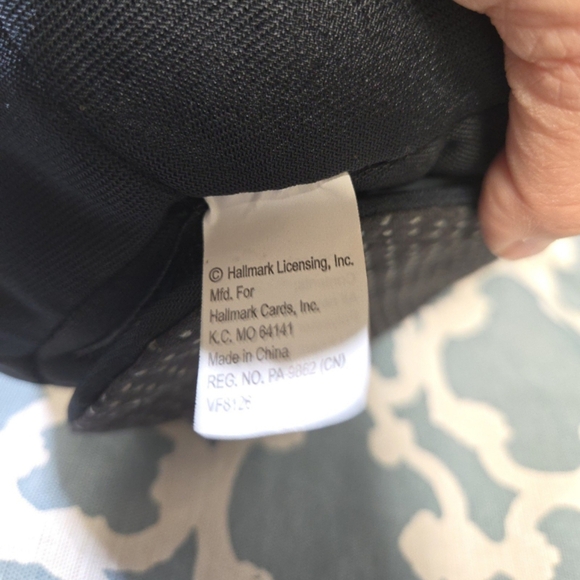 © Hallmark Licensing, Inc.
Mfd. For
Hallmark Cards, Inc.
K.C. MO 64141
Made in China
REG. NO. PA-9862 (CN)